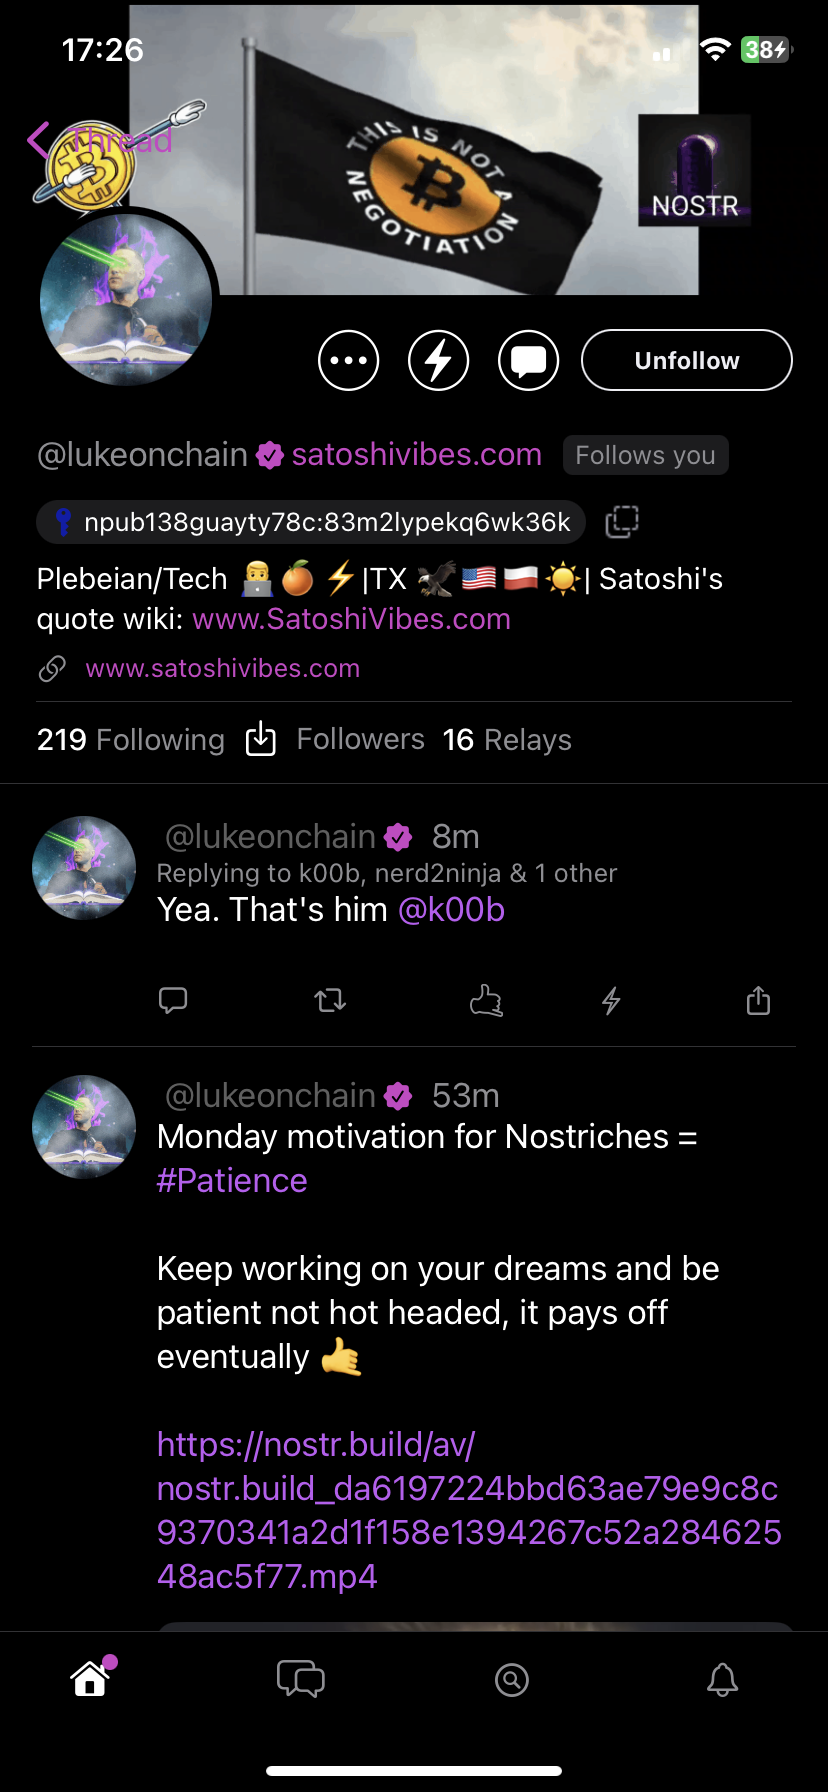 17:26
38
Thread
THIS IS NOT A
NEGOTIATION
NOSTR
Unfollow
@lukeonchain satoshivibes.com Follows you
npub138guayty78c:83m2lypekq6wk36k
Plebeian/Tech 👨‍💻🍊⚡|TX 🦅🇺🇸🇵🇱☀️| Satoshi's
quote wiki: www.SatoshiVibes.com
www.satoshivibes.com
219 Following Followers 16 Relays
@lukeonchain 8m
Replying to k00b, nerd2ninja & 1 other
Yea. That's him @k00b
@lukeonchain 53m
Monday motivation for Nostriches =
#Patience
Keep working on your dreams and be
patient not hot headed, it pays off
eventually 🤙
https://nostr.build/av/
nostr.build_da6197224bbd63ae79e9c8c
9370341a2d1f158e1394267c52a284625
48ac5f77.mp4